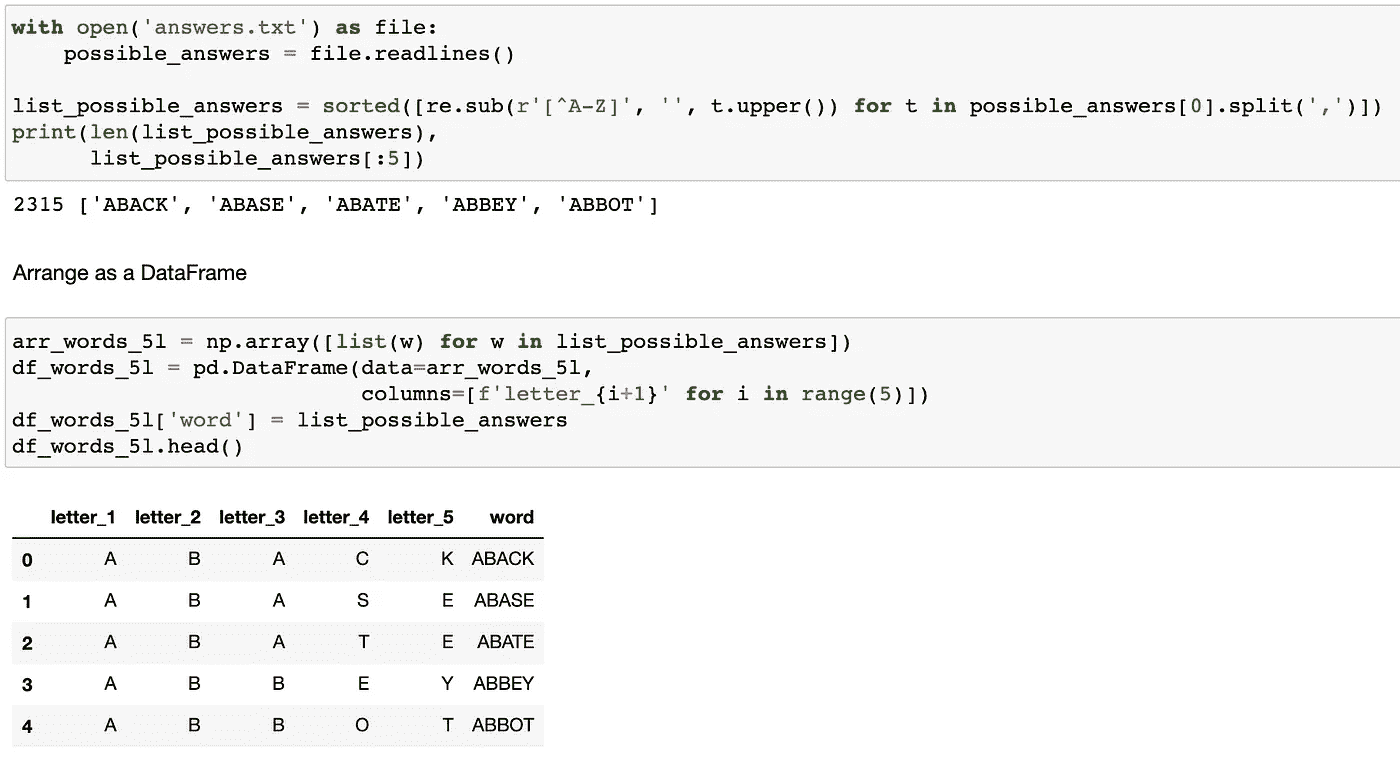 with open('answers.txt') as file:
    possible_answers = file.readlines()
list_possible_answers = sorted([re.sub(r'[^A-Z]', '', t.upper()) for t in possible_answers[0].split(',')])
print(len(list_possible_answers),
      list_possible_answers[:5])
2315 ['ABACK', 'ABASE', 'ABATE', 'ABBEY', 'ABBOT']
Arrange as a DataFrame
arr_words_5l = np.array([list(w) for w in list_possible_answers])
df_words_5l = pd.DataFrame(data=arr_words_5l,
                           columns=[f'letter_{i+1}' for i in range(5)])
df_words_5l['word'] = list_possible_answers
df_words_5l.head()
letter_1 letter_2 letter_3 letter_4 letter_5 word
0 A B A C K ABACK
1 A B A S E ABASE
2 A B A T E ABATE
3 A B B E Y ABBEY
4 A B B O T ABBOT